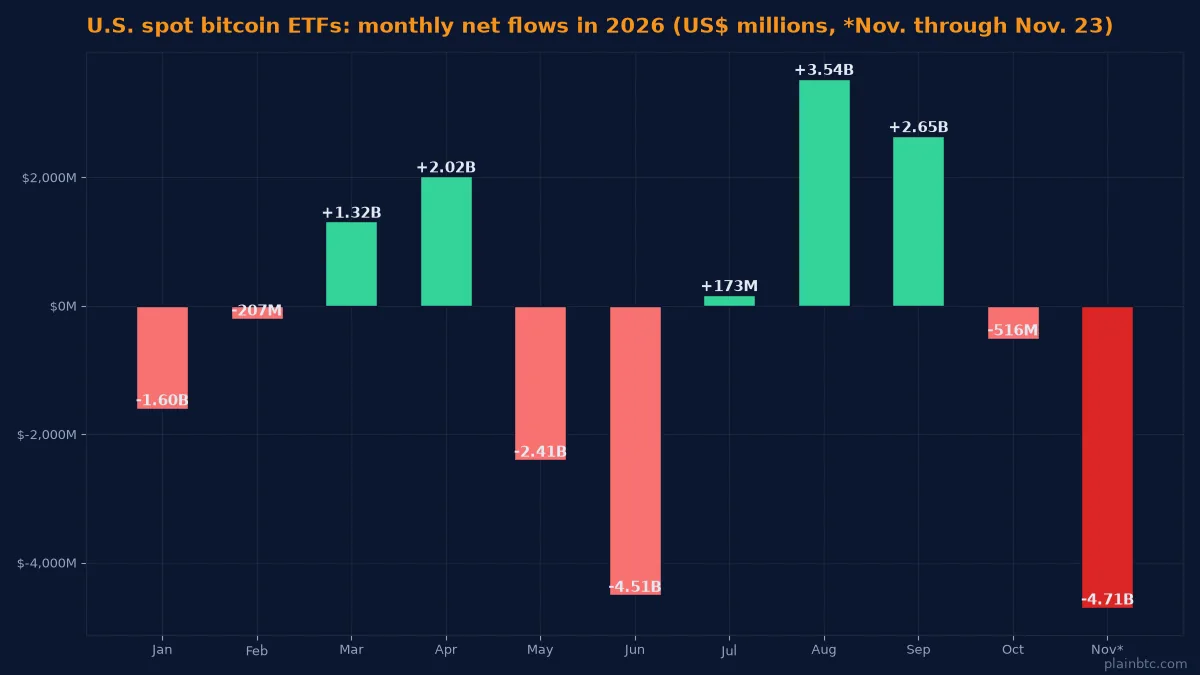 U.S. spot bitcoin ETFs: monthly net flows in 2026 (US$ millions, *Nov. through Nov. 23)
+3.54B
+2.65B
+2.02B
$2,000M
+1.32B
+173M
$0M
-207M
-516M
-1.60B
$-2,000M
-2.41B
$-4,000M
-4.51B
-4.71B
Jan Feb Mar Apr May Jun Jul Aug Sep Oct Nov*
plainbtc.com